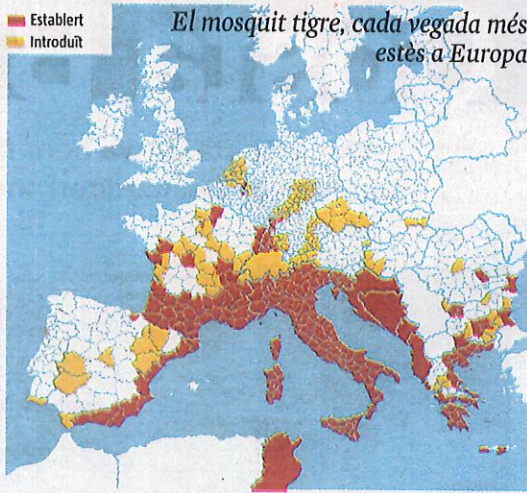 Establert
Introduït
El mosquit tigre, cada vegada més
estès a Europa